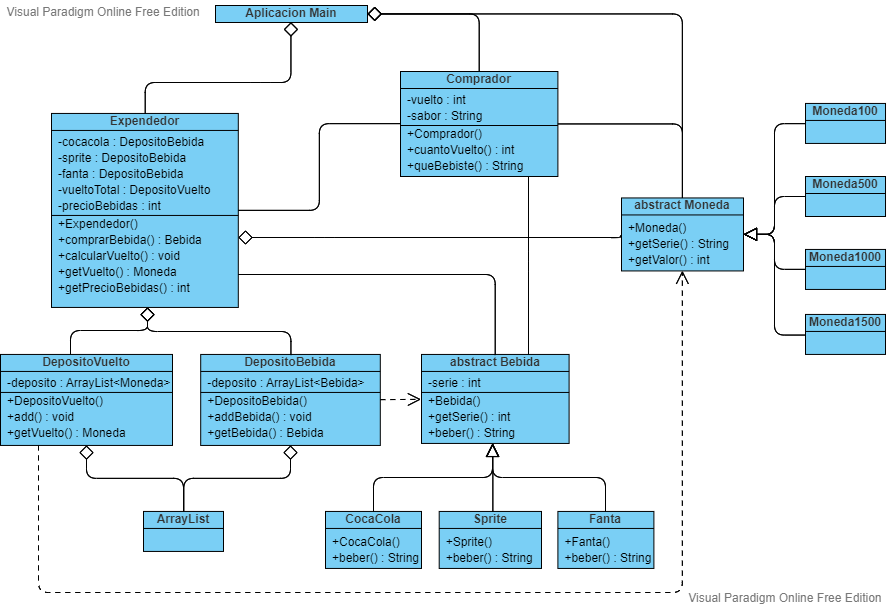 Visual Paradigm Online Free Edition
Aplicacion Main
Comprador
-vuelto : int
-sabor : String
+Comprador()
+cuantoVuelto() : int
+queBebiste() : String
Expendedor
-cocacola : DepositoBebida
-sprite : DepositoBebida
-fanta : DepositoBebida
-vueltoTotal : DepositoVuelto
-precioBebidas : int
+Expendedor()
+comprarBebida() : Bebida
+calcularVuelto() : void
+getVuelto() : Moneda
+getPrecioBebidas() : int
abstract Moneda
+Moneda()
+getSerie() : String
+getValor() : int
Moneda100
Moneda500
Moneda1000
Moneda1500
DepositoVuelto
-deposito : ArrayList<Moneda>
+DepositoVuelto()
+add() : void
+getVuelto() : Moneda
DepositoBebida
-deposito : ArrayList<Bebida>
+DepositoBebida()
+addBebida() : void
+getBebida() : Bebida
abstract Bebida
-serie : int
+Bebida()
+getSerie() : int
+beber() : String
ArrayList
CocaCola
+CocaCola()
+beber() : String
Sprite
+Sprite()
+beber() : String
Fanta
+Fanta()
+beber() : String
Visual Paradigm Online Free Edition